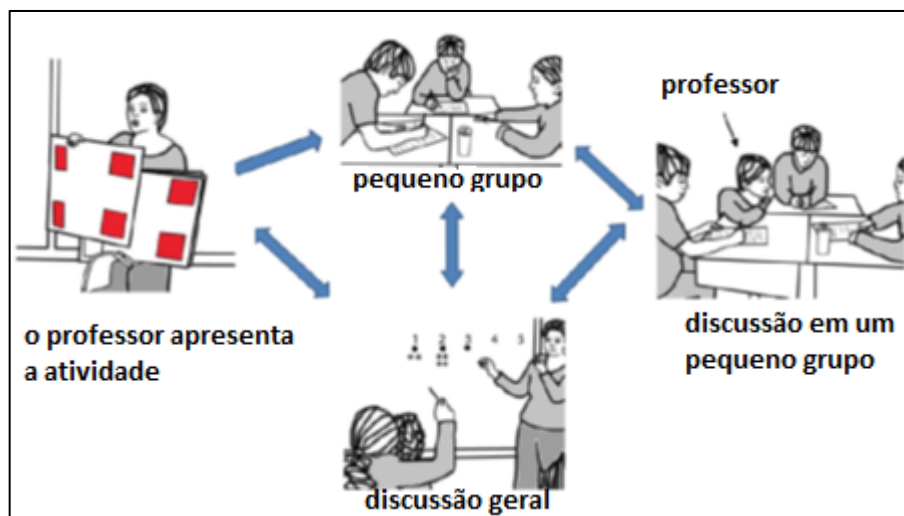 professor
pequeno grupo
o professor apresenta
a atividade
1 2 3 4 5
discussão em um
pequeno grupo
discussão geral